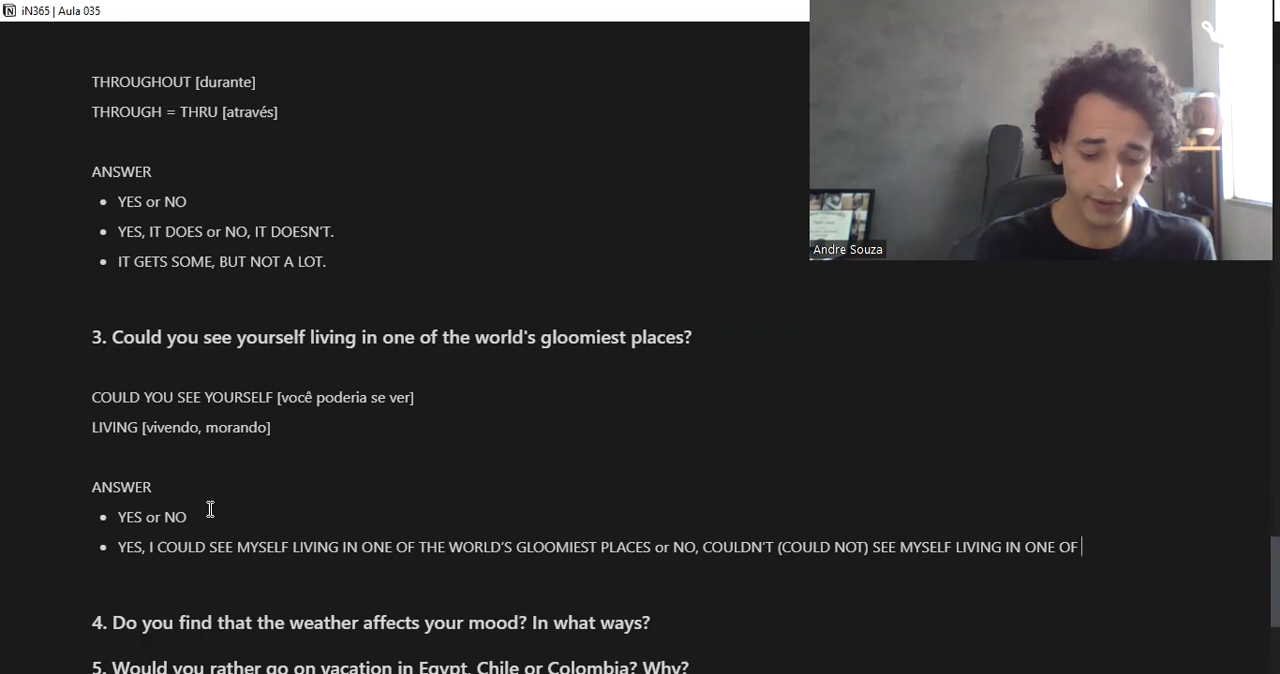 iN365 | Aula 035
THROUGHOUT [durante]
THROUGH = THRU [através]
ANSWER
YES or NO
YES, IT DOES or NO, IT DOESN'T.
IT GETS SOME, BUT NOT A LOT.
Andre Souza
3. Could you see yourself living in one of the world's gloomiest places?
COULD YOU SEE YOURSELF [você poderia se ver]
LIVING [vivendo, morando]
ANSWER
YES or NO
YES, I COULD SEE MYSELF LIVING IN ONE OF THE WORLD'S GLOOMIEST PLACES or NO, COULDN'T (COULD NOT) SEE MYSELF LIVING IN ONE OF
4. Do you find that the weather affects your mood? In what ways?
5. Would you rather go on vacation in Egypt, Chile or Colombia? Why?